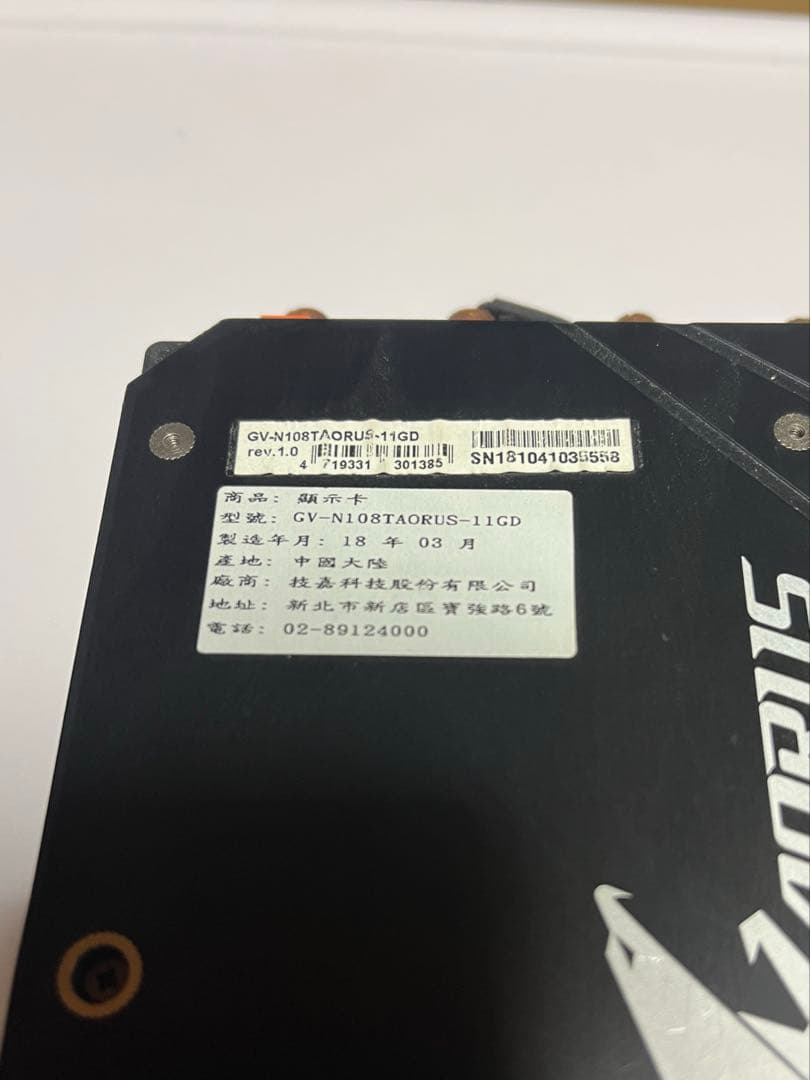 GV-N108TAORUS-11GD
rev.1.0
4 719331 301385
SN181041035558
商品: 顯示卡
型號: GV-N108TAORUS-11GD
製造年月: 18 年 03 月
產地: 中國大陸
廠商: 技嘉科技股份有限公司
地址: 新北市新店區寶強路6號
電話: 02-89124000
AORUS